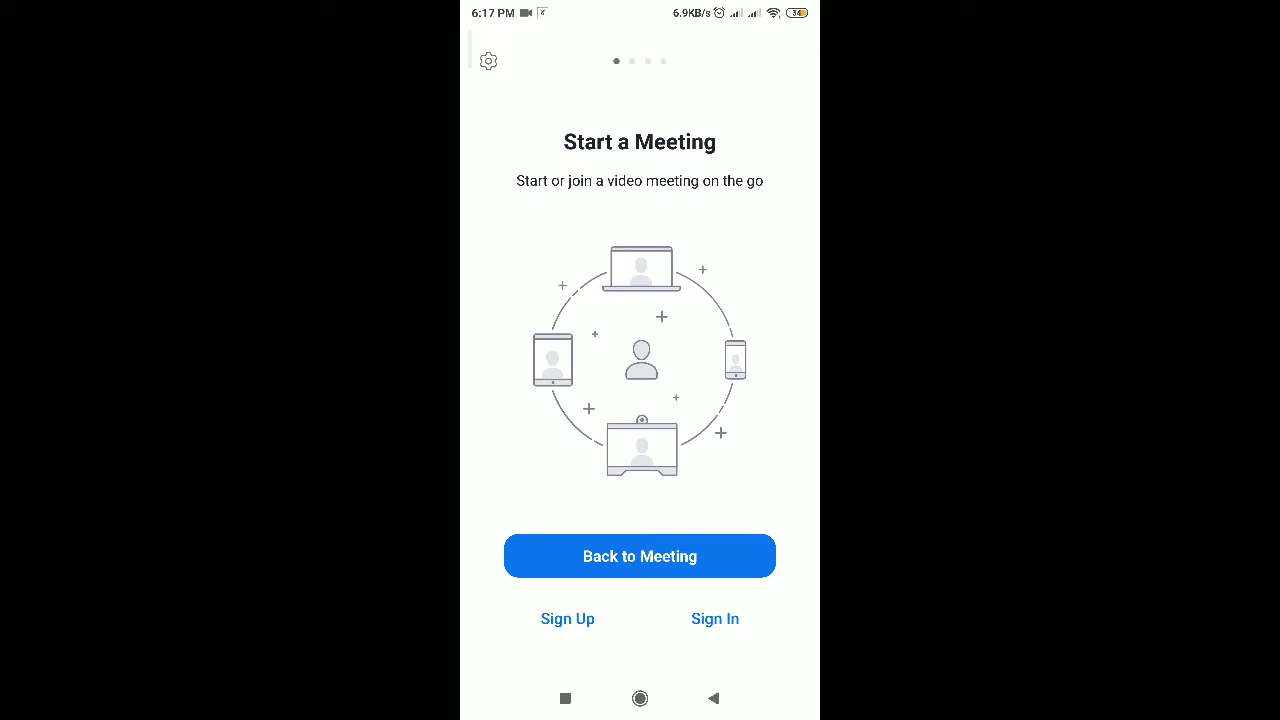 6:17 PM
6.9KB/s
34
Start a Meeting
Start or join a video meeting on the go
Back to Meeting
Sign Up
Sign In